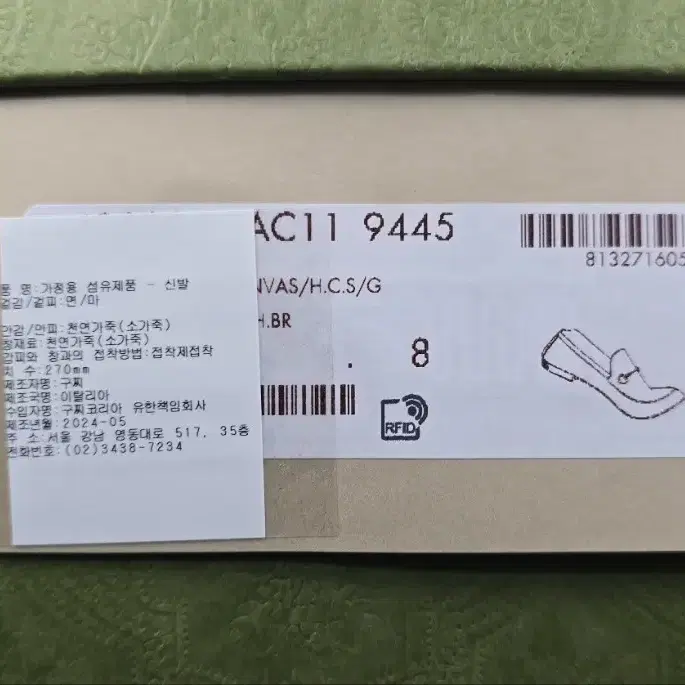 AC11 9445
813271605
NVAS/H.C.S/G
H.BR
. 8
RFID
품 명:가정용 섬유제품 - 신발
겉감/겉피:면/마
안감/안피:천연가죽(소가죽)
창재료:천연가죽(소가죽)
갑피와 창과의 접착방법:접착제접착
치 수:270mm
제조자명:구찌
제조국명:이탈리아
수입자명:구찌코리아 유한책임회사
제조년월:2024-05
주 소:서울 강남 영동대로 517, 35층
전화번호:(02)3438-7234